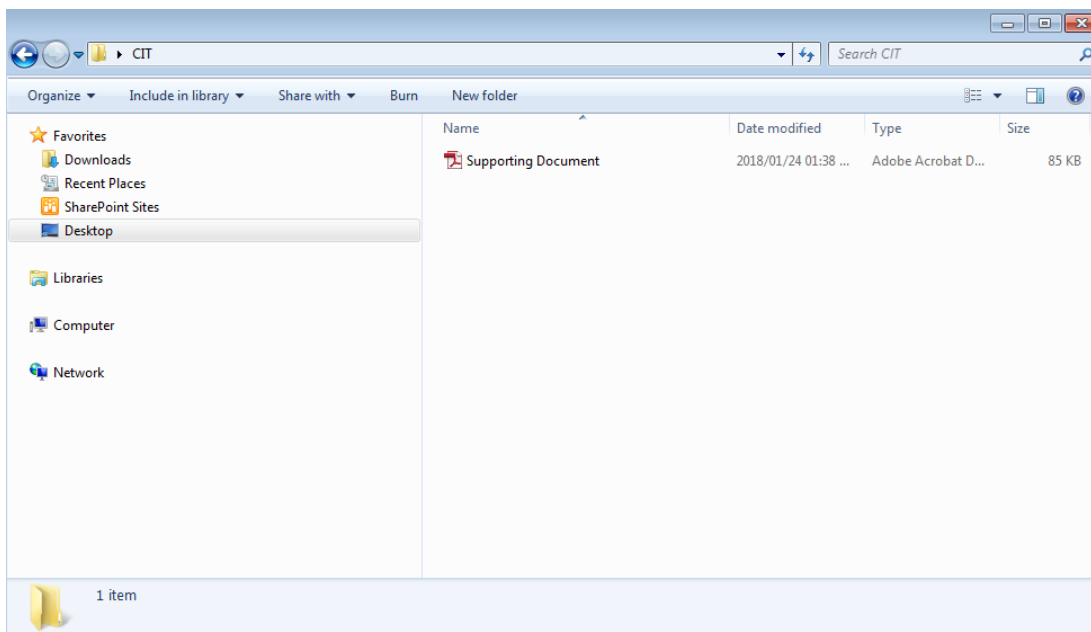 CIT
Search CIT
Organize Include in library Share with Burn New folder
Favorites
Downloads
Recent Places
SharePoint Sites
Desktop
Libraries
Computer
Network
Name Date modified Type Size
Supporting Document 2018/01/24 01:38 ... Adobe Acrobat D... 85 KB
1 item